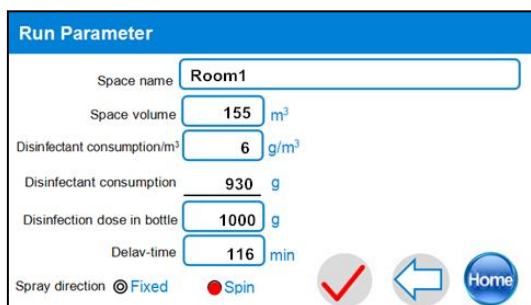 Run Parameter
Space name Room1
Space volume 155 m³
Disinfectant consumption/m³ 6 g/m³
Disinfectant consumption 930 g
Disinfection dose in bottle 1000 g
Delav-time 116 min
Spray direction Fixed Spin
Home